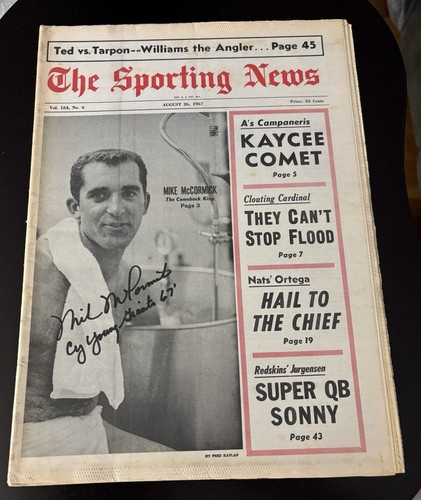 Ted vs. Tarpon--Williams the Angler... Page 45
The Sporting News
Vol. 164, No. 6
AUGUST 26, 1967
Price: 35 Cents
MIKE McCORMICK
The Comeback King
Page 3
A's Campaneris
KAYCEE
COMET
Page 5
Clouting Cardinal
THEY CAN'T
STOP FLOOD
Page 7
Nats' Ortega
HAIL TO
THE CHIEF
Page 19
Redskins' Jurgensen
SUPER QB
SONNY
Page 43
Mike McCormick
Cy Young Giants 67'
BY FRED KAPLAN